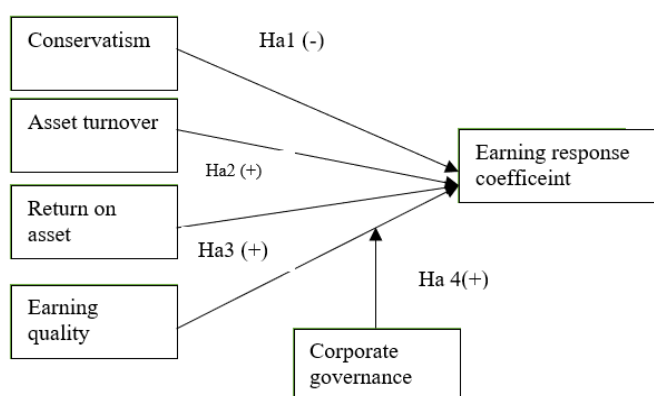 Conservatism
Ha1 (-)
Asset turnover
Earning response
coefficeint
Ha2 (+)
Return on
asset
Ha3 (+)
Ha 4(+)
Earning
quality
Corporate
governance